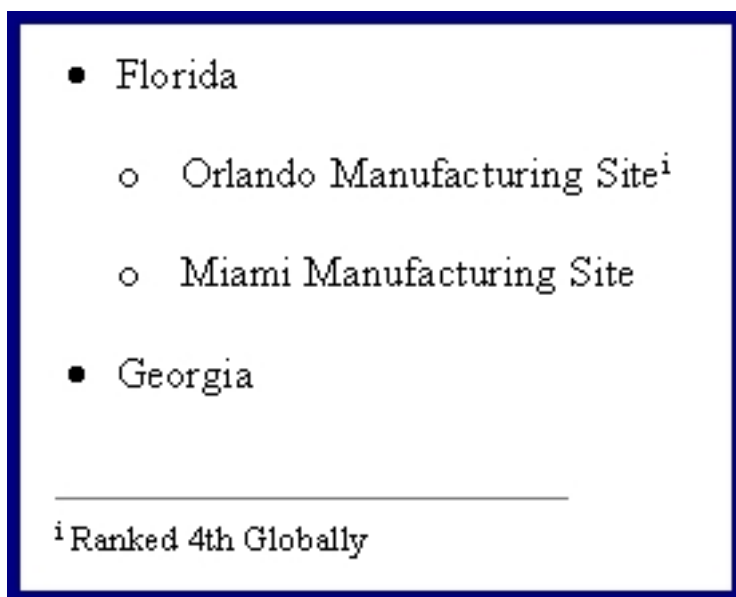 • Florida
o Orlando Manufacturing Siteⁱ
o Miami Manufacturing Site
• Georgia
ⁱ Ranked 4th Globally